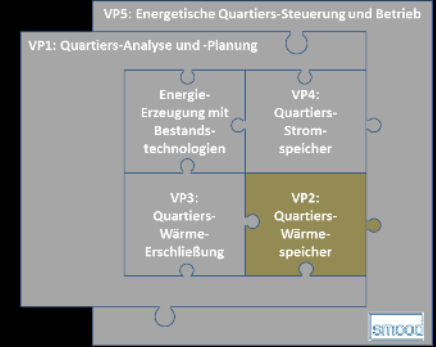 VP5: Energetische Quartiers-Steuerung und Betrieb
VP1: Quartiers-Analyse und -Planung
Energie-
Erzeugung mit
Bestands-
technologien
VP4:
Quartiers-
Strom-
speicher
VP3:
Quartiers-
Wärme-
Erschließung
VP2:
Quartiers-
Wärme-
speicher
smood